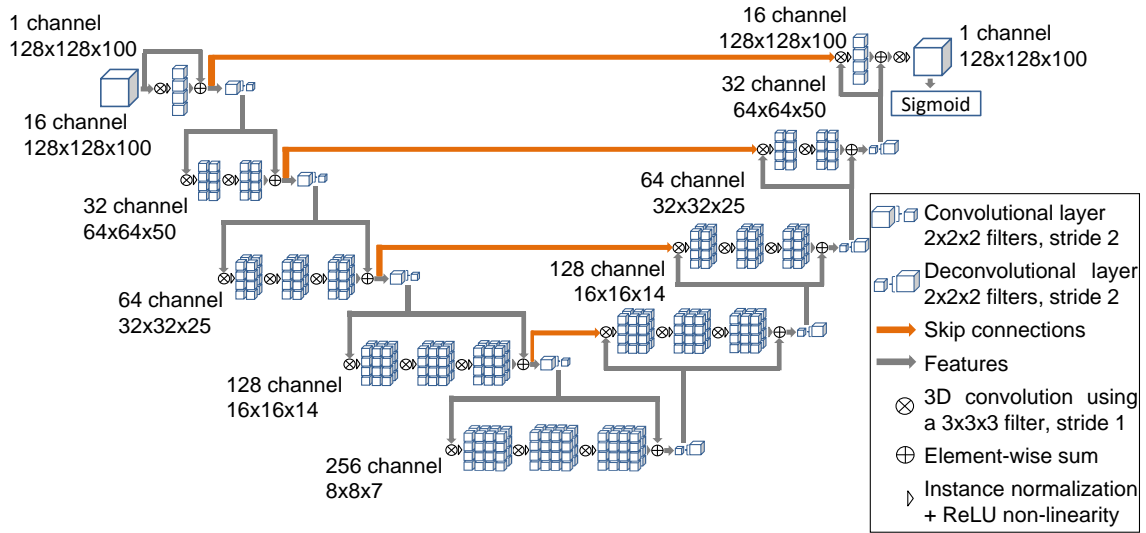 1 channel
128x128x100
16 channel
128x128x100
32 channel
64x64x50
64 channel
32x32x25
128 channel
16x16x14
256 channel
8x8x7
128 channel
16x16x14
64 channel
32x32x25
32 channel
64x64x50
16 channel
128x128x100
1 channel
128x128x100
Sigmoid
Convolutional layer
2x2x2 filters, stride 2
Deconvolutional layer
2x2x2 filters, stride 2
Skip connections
Features
3D convolution using
a 3x3x3 filter, stride 1
Element-wise sum
Instance normalization
+ ReLU non-linearity